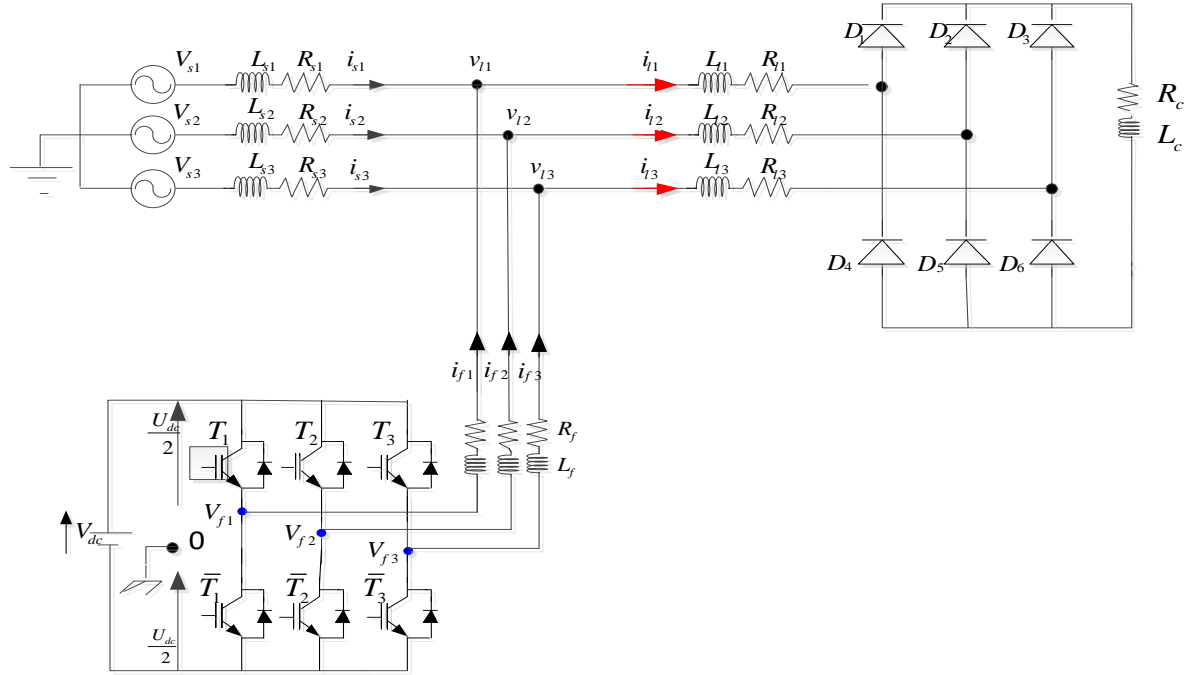 D1 D2 D3
Vs1 Ls1 Rs1 is1 vl1 il1 Ll1 Rl1
Rc
Vs2 Ls2 Rs2 is2 vl2 il2 Ll2 Rl2
Lc
Vs3 Ls3 Rs3 is3 vl3 il3 Ll3 Rl3
D4 D5 D6
if1 if2 if3
Udc/2 T1 T2 T3 Rf
Lf
Vf1
Vdc 0 Vf2
Vf3
T̅1 T̅2 T̅3
Udc/2